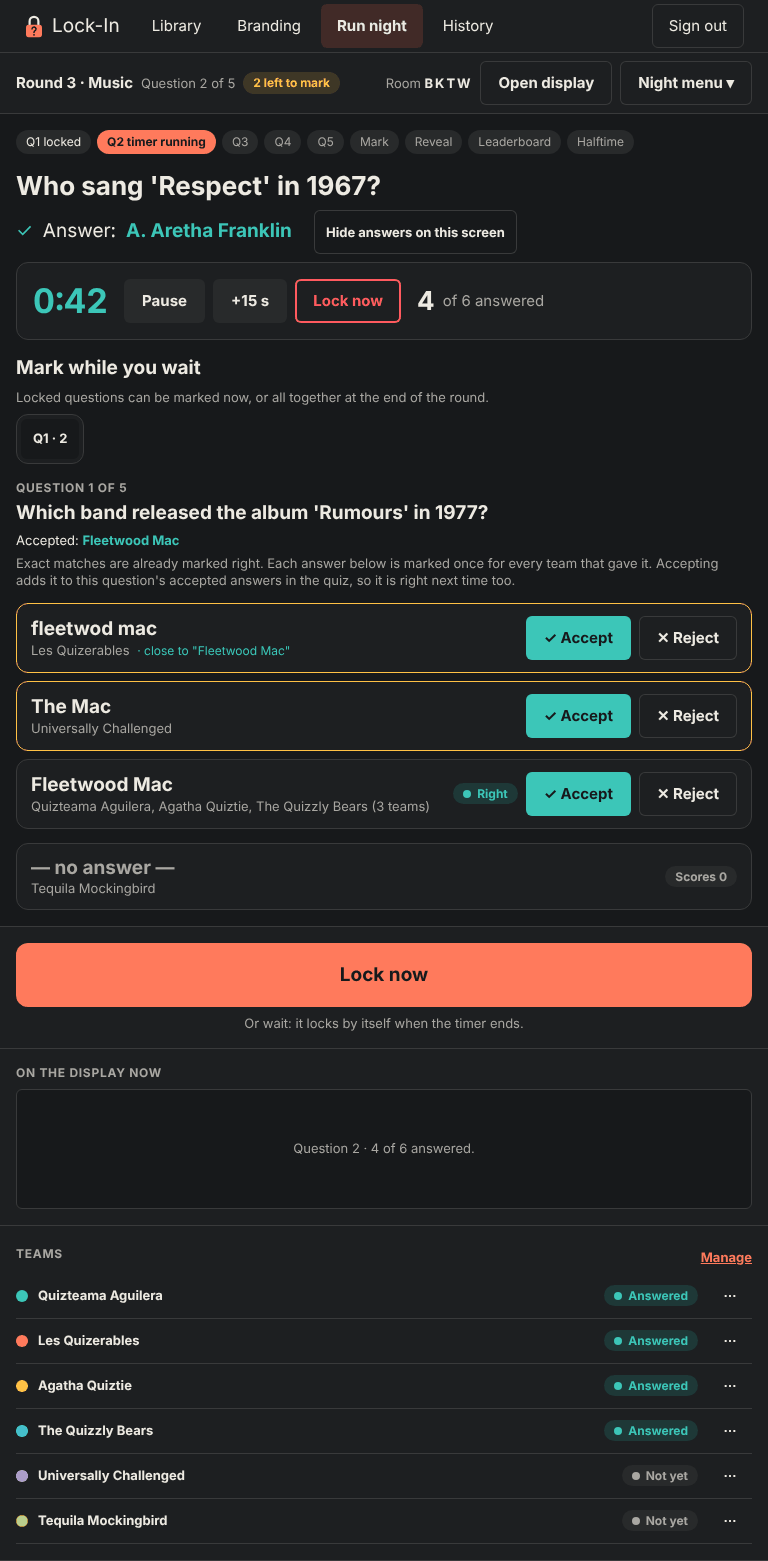 Lock-In Library Branding Run night History Sign out
Round 3 · Music Question 2 of 5 2 left to mark Room BKTW Open display Night menu ▾
Q1 locked Q2 timer running Q3 Q4 Q5 Mark Reveal Leaderboard Halftime
Who sang 'Respect' in 1967?
✓ Answer: A. Aretha Franklin Hide answers on this screen
0:42 Pause +15 s Lock now 4 of 6 answered
Mark while you wait
Locked questions can be marked now, or all together at the end of the round.
Q1 · 2
QUESTION 1 OF 5
Which band released the album 'Rumours' in 1977?
Accepted: Fleetwood Mac
Exact matches are already marked right. Each answer below is marked once for every team that gave it. Accepting
adds it to this question's accepted answers in the quiz, so it is right next time too.
fleetwod mac
Les Quizerables · close to "Fleetwood Mac"
✓ Accept ✕ Reject
The Mac
Universally Challenged
✓ Accept ✕ Reject
Fleetwood Mac
Quizteama Aguilera, Agatha Quiztie, The Quizzly Bears (3 teams)
Right ✓ Accept ✕ Reject
— no answer —
Tequila Mockingbird
Scores 0
Lock now
Or wait: it locks by itself when the timer ends.
ON THE DISPLAY NOW
Question 2 · 4 of 6 answered.
TEAMS Manage
Quizteama Aguilera Answered ···
Les Quizerables Answered ···
Agatha Quiztie Answered ···
The Quizzly Bears Answered ···
Universally Challenged Not yet ···
Tequila Mockingbird Not yet ···